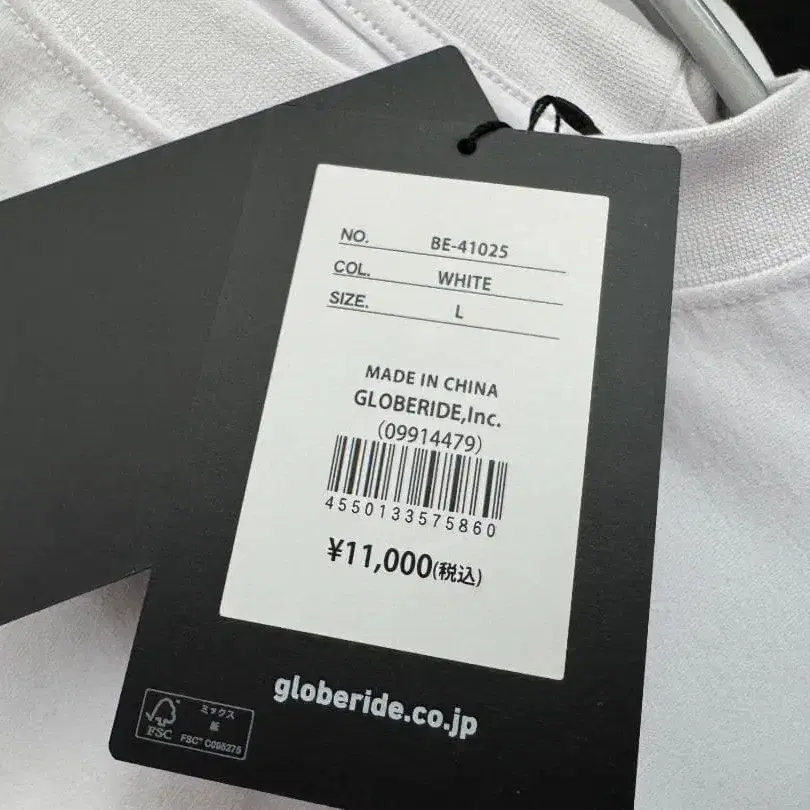 NO. BE-41025
COL. WHITE
SIZE. L
MADE IN CHINA
GLOBERIDE,Inc.
(09914479)
4550133575860
¥11,000(税込)
globeride.co.jp
ミックス
紙
FSC
FSC® C095275